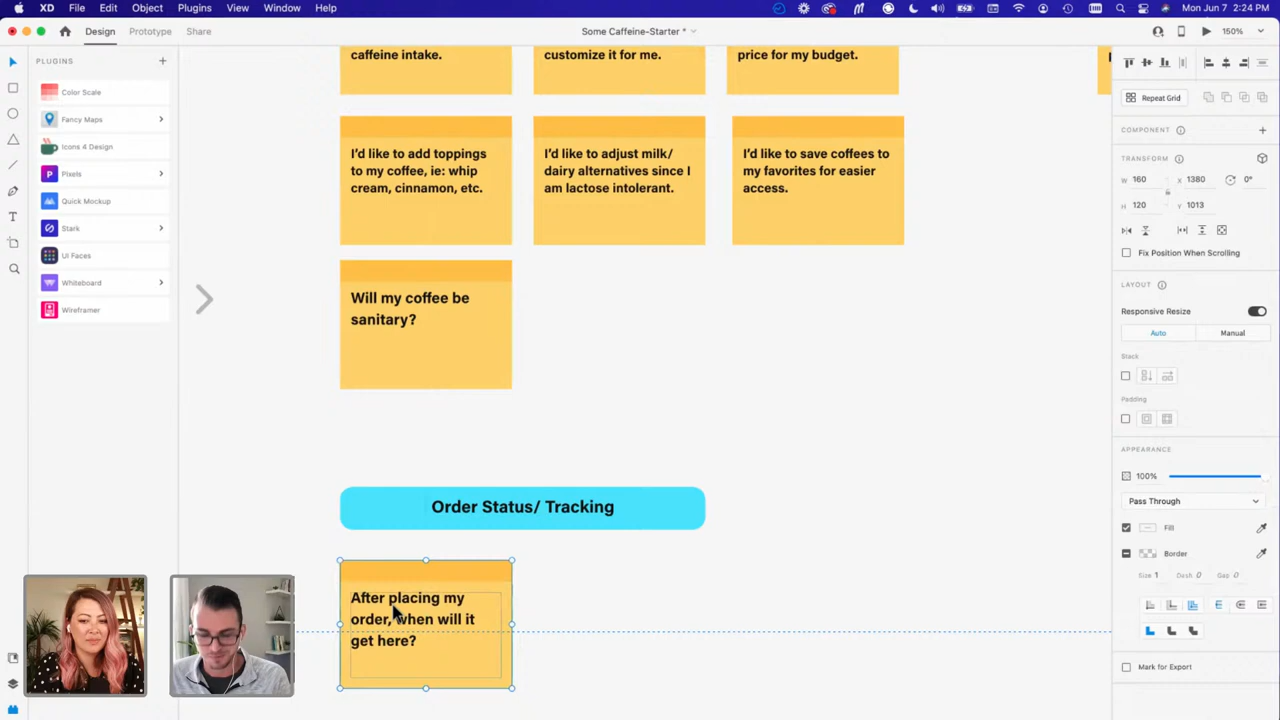 XD File Edit Object Plugins View Window Help
Mon Jun 7 2:24 PM
Design Prototype Share
Some Caffeine-Starter *
150%
PLUGINS
Color Scale
Fancy Maps
Icons 4 Design
Pixels
Quick Mockup
Stark
UI Faces
Whiteboard
Wireframer
caffeine intake.
customize it for me.
price for my budget.
I'd like to add toppings
to my coffee, ie: whip
cream, cinnamon, etc.
I'd like to adjust milk/
dairy alternatives since I
am lactose intolerant.
I'd like to save coffees to
my favorites for easier
access.
Will my coffee be
sanitary?
Order Status/ Tracking
After placing my
order, when will it
get here?
Repeat Grid
COMPONENT
TRANSFORM
W 160 X 1380 0°
H 120 Y 1013
Fix Position When Scrolling
LAYOUT
Responsive Resize
Auto Manual
Stack
Padding
APPEARANCE
100%
Pass Through
Fill
Border
Size 1 Dash 0 Gap 0
Mark for Export